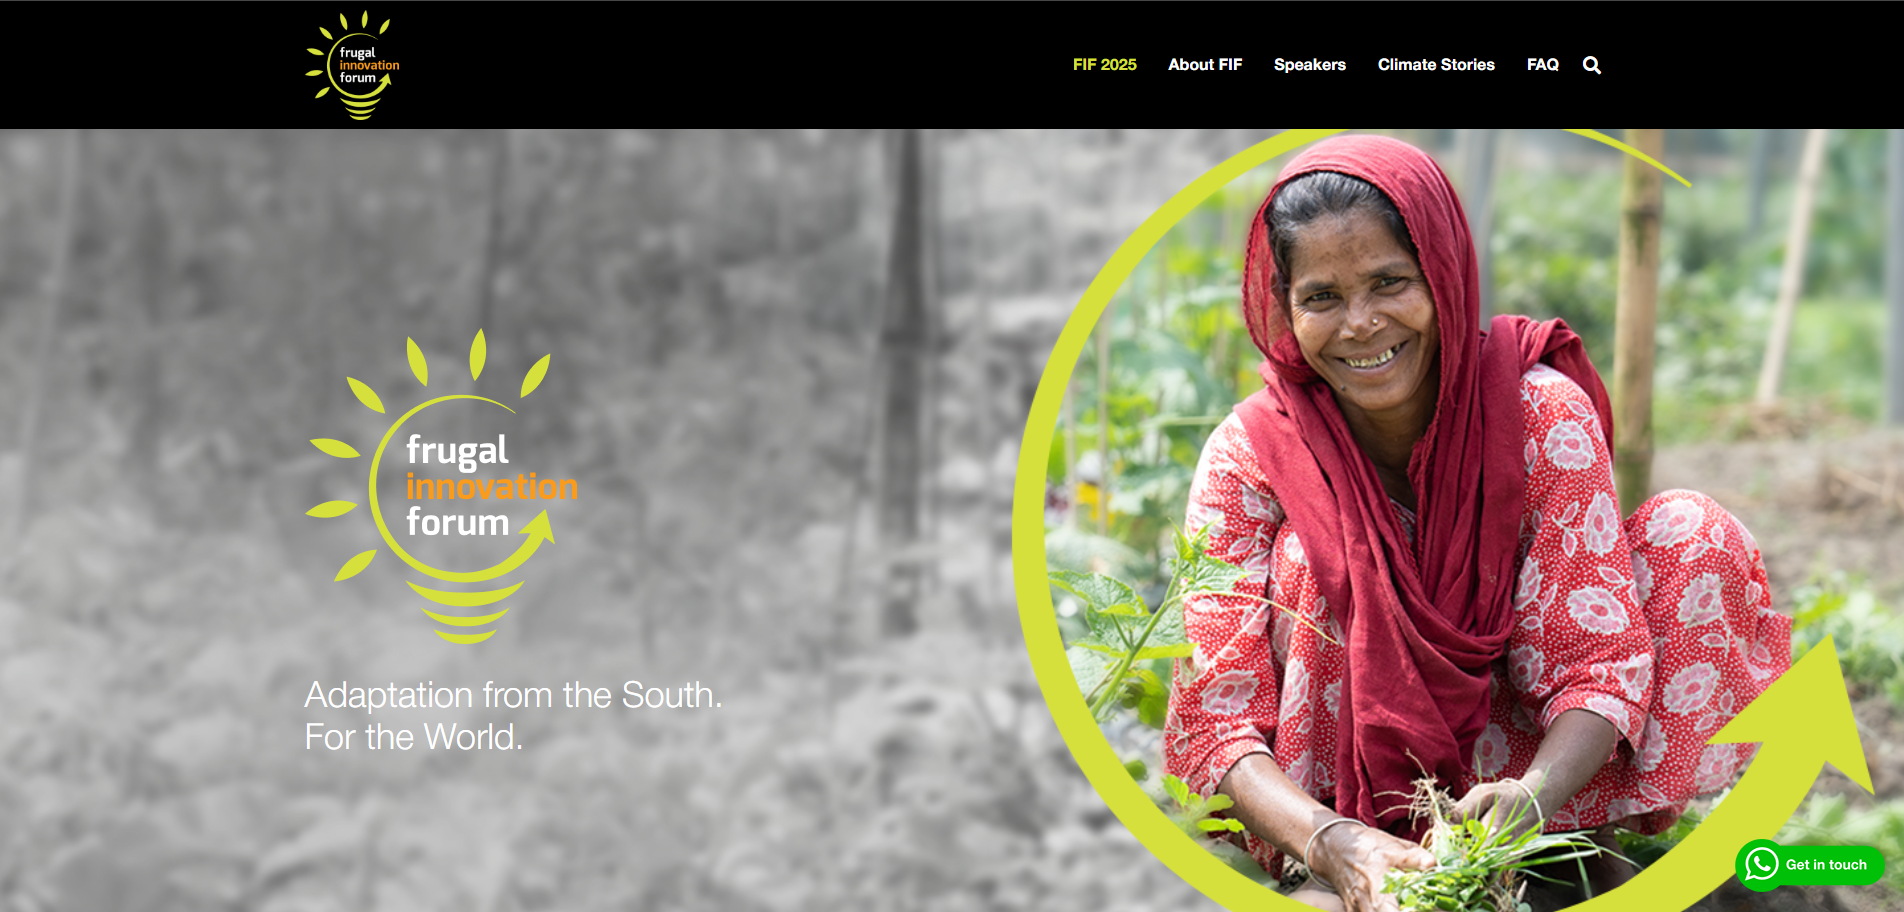 frugal
innovation
forum
FIF 2025
About FIF
Speakers
Climate Stories
FAQ
frugal
innovation
forum
Adaptation from the South.
For the World.
Get in touch